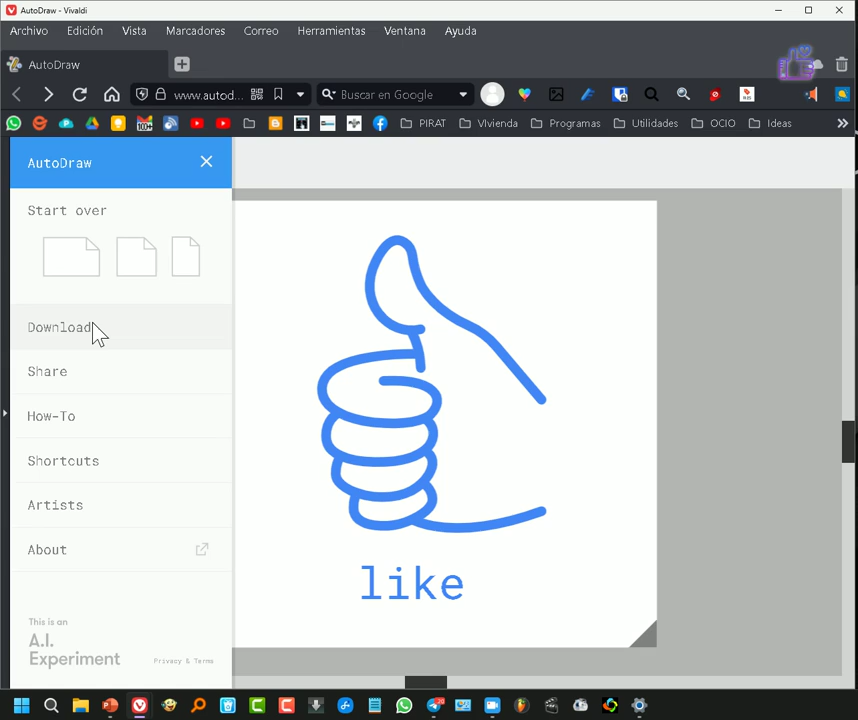 AutoDraw - Vivaldi
Archivo Edición Vista Marcadores Correo Herramientas Ventana Ayuda
AutoDraw
www.autod... Buscar en Google
PIRAT VIvienda Programas Utilidades OCIO Ideas
AutoDraw
Start over
Download
Share
How-To
Shortcuts
Artists
About
This is an
A.I.
Experiment
Privacy & Terms
like